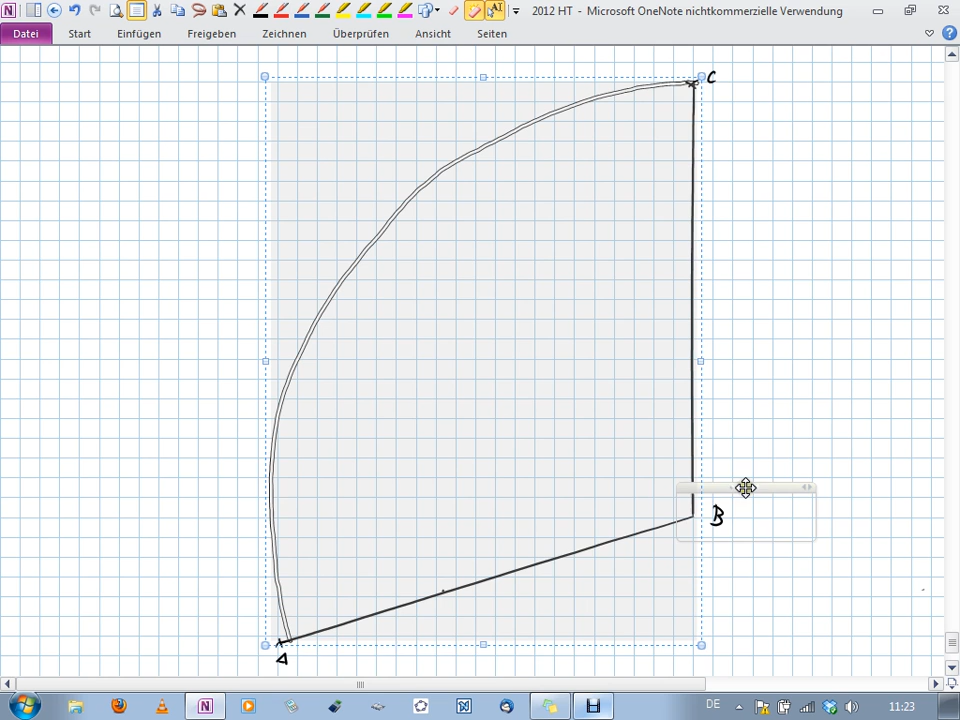 2012 HT - Microsoft OneNote nichtkommerzielle Verwendung
Datei Start Einfügen Freigeben Zeichnen Überprüfen Ansicht Seiten
C
B
A
DE 11:23